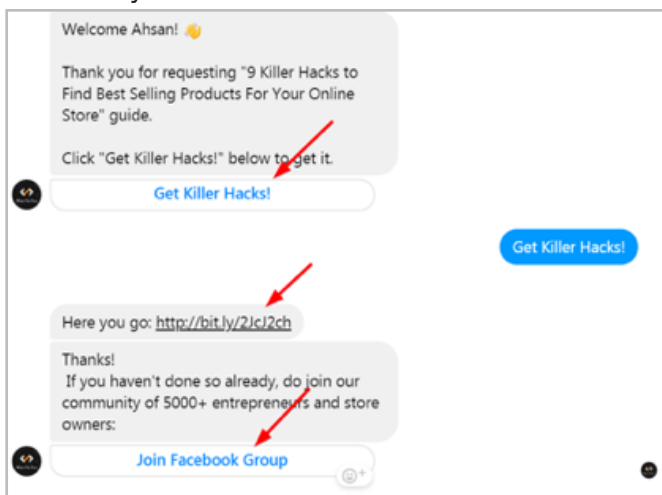 Welcome Ahsan! 👋
Thank you for requesting "9 Killer Hacks to
Find Best Selling Products For Your Online
Store" guide.
Click "Get Killer Hacks!" below to get it.
Get Killer Hacks!
Get Killer Hacks!
Here you go: http://bit.ly/2JcJ2ch
Thanks!
If you haven't done so already, do join our
community of 5000+ entrepreneurs and store
owners:
Join Facebook Group